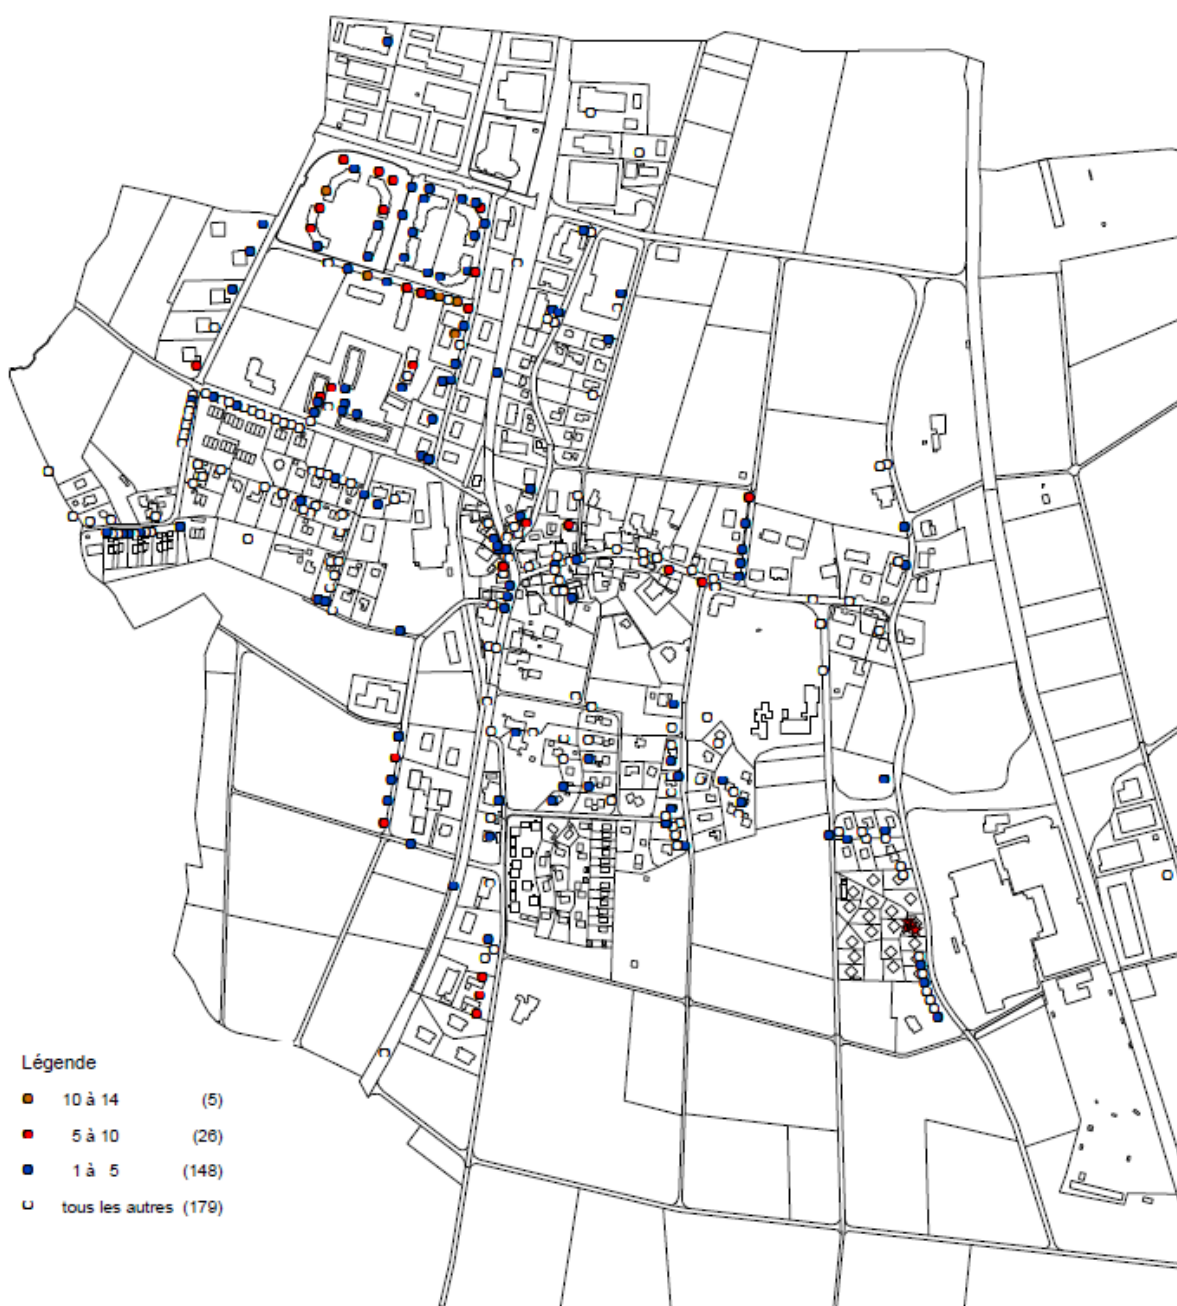 Légende
10 à 14 (5)
5 à 10 (26)
1 à 5 (148)
tous les autres (179)